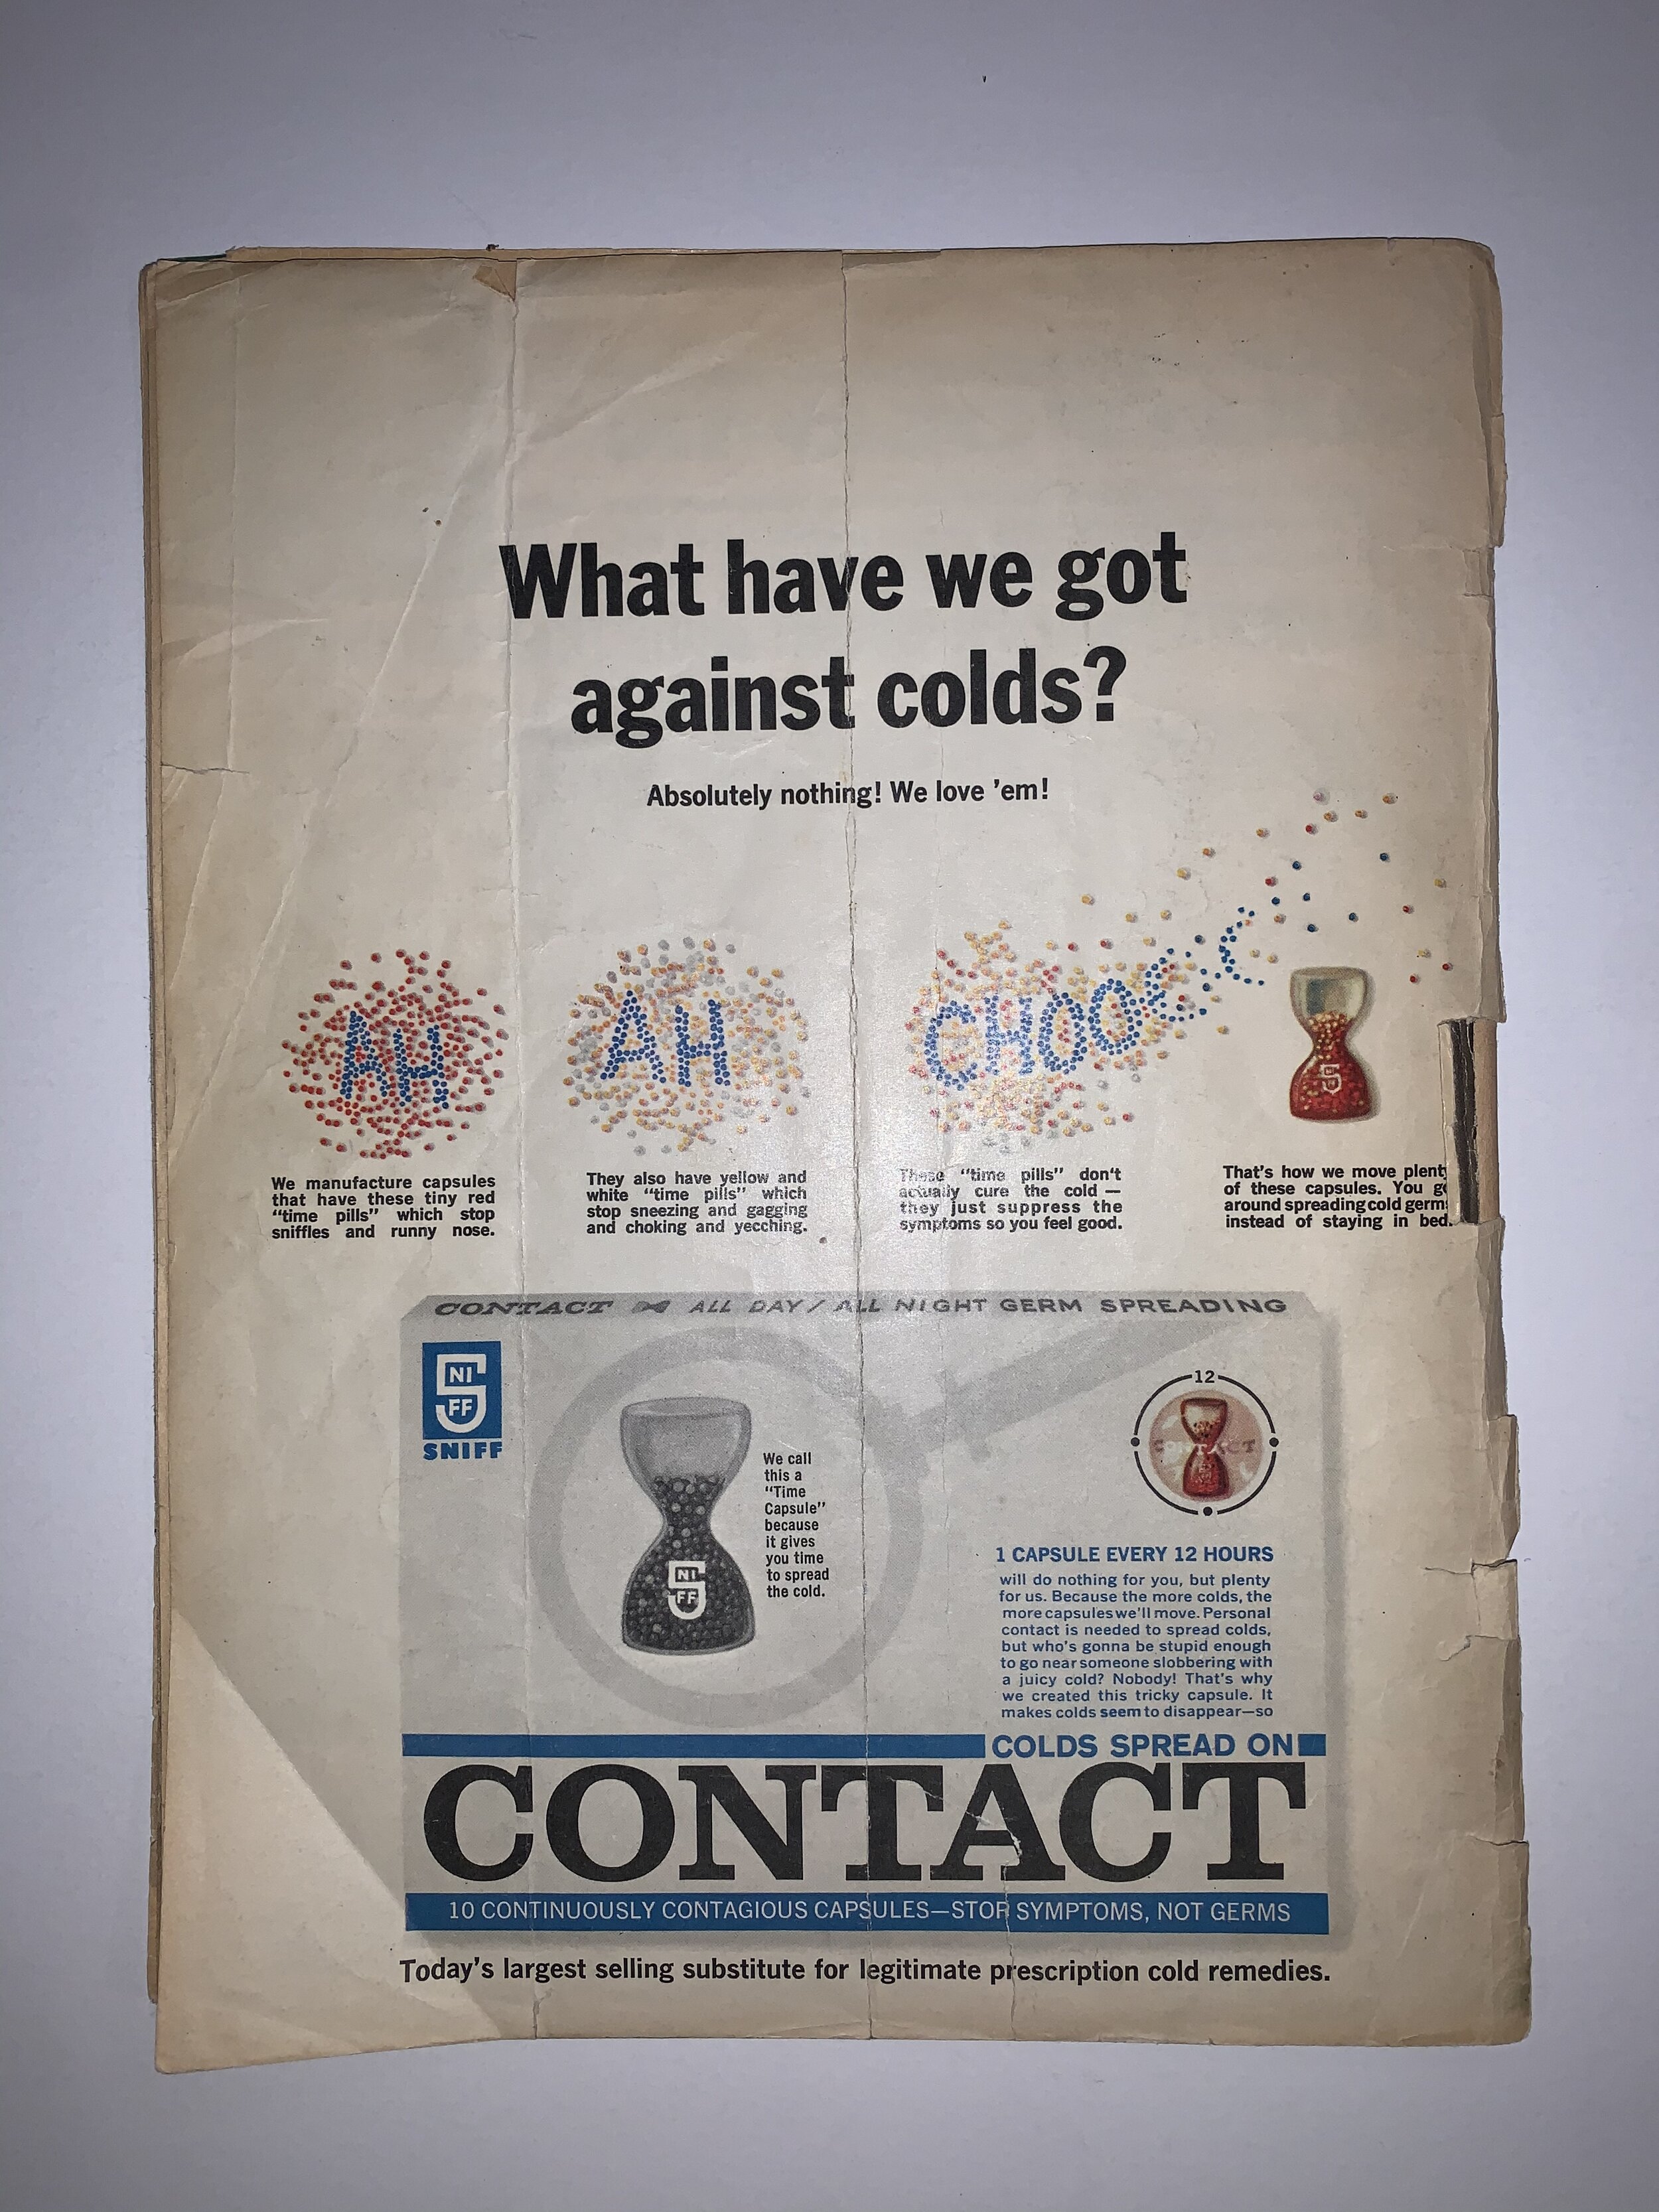 What have we got
against colds?
Absolutely nothing! We love 'em!
AH
AH
CHOO
5
We manufacture capsules
that have these tiny red
"time pills" which stop
sniffles and runny nose.
They also have yellow and
white "time pills" which
stop sneezing and gagging
and choking and yecching.
These "time pills" don't
actually cure the cold —
they just suppress the
symptoms so you feel good.
That's how we move plenty
of these capsules. You
around spreading cold germs
instead of staying in bed.
CONTACT ALL DAY/ALL NIGHT GERM SPREADING
S NI FF
SNIFF
We call
this a
"Time
Capsule"
because
it gives
you time
to spread
the cold.
S NI FF
12
CONTACT
1 CAPSULE EVERY 12 HOURS
will do nothing for you, but plenty
for us. Because the more colds, the
more capsules we'll move. Personal
contact is needed to spread colds,
but who's gonna be stupid enough
to go near someone slobbering with
a juicy cold? Nobody! That's why
we created this tricky capsule. It
makes colds seem to disappear—so
COLDS SPREAD ON
CONTACT
10 CONTINUOUSLY CONTAGIOUS CAPSULES—STOP SYMPTOMS, NOT GERMS
Today's largest selling substitute for legitimate prescription cold remedies.